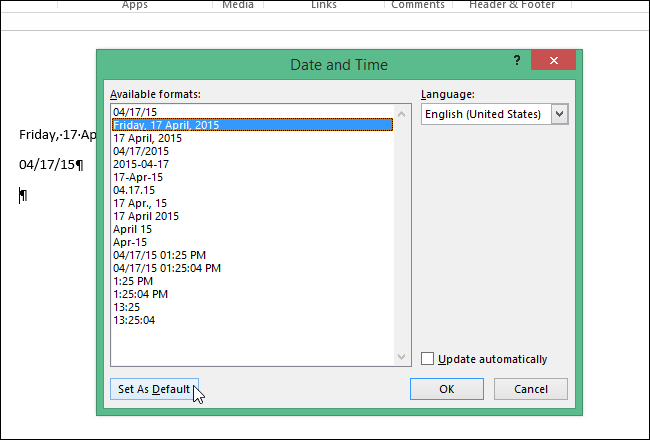 Apps Media Links Comments Header & Footer
Date and Time ?
Available formats: Language:
04/17/15 English (United States)
Friday, 17 April, 2015
17 April, 2015
04/17/2015
2015-04-17
17-Apr-15
04.17.15
17 Apr., 15
17 April 2015
April 15
Apr-15
04/17/15 01:25 PM
04/17/15 01:25:04 PM
1:25 PM
1:25:04 PM
13:25
13:25:04
Friday,·17·Ap
04/17/15¶
¶
Update automatically
Set As Default OK Cancel